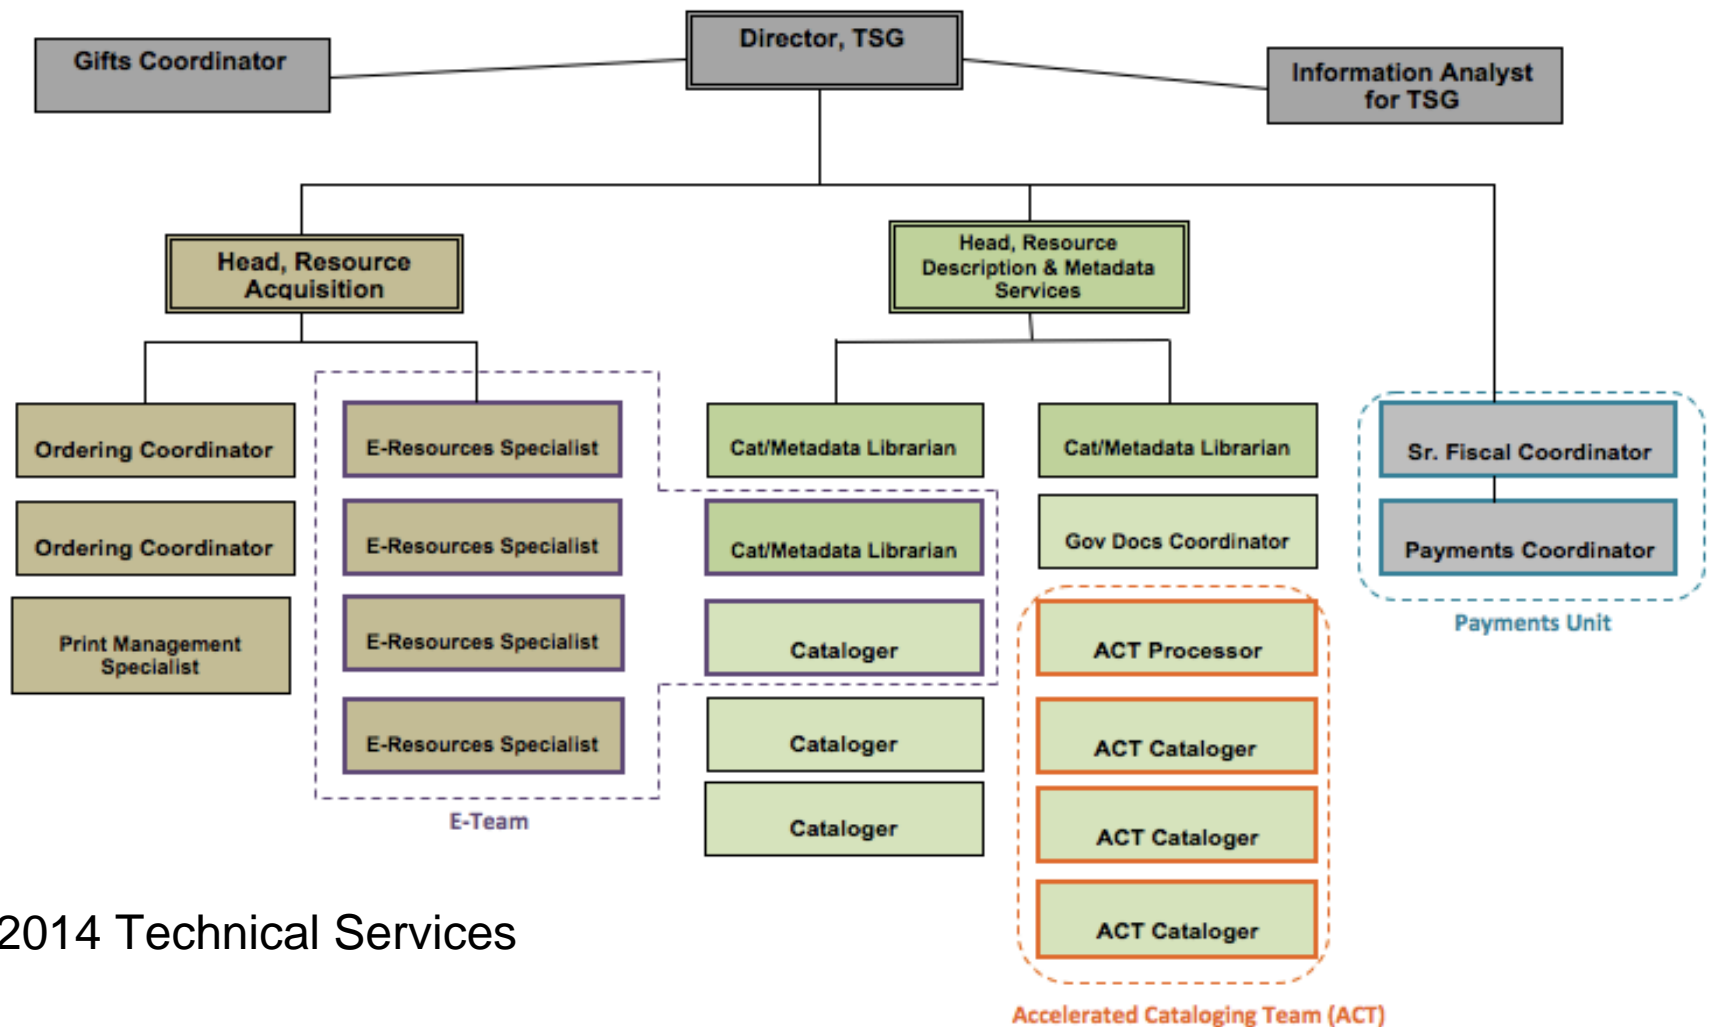 Director, TSG
Gifts Coordinator
Information Analyst
for TSG
Head, Resource
Acquisition
Head, Resource
Description & Metadata
Services
Ordering Coordinator
E-Resources Specialist
Cat/Metadata Librarian
Cat/Metadata Librarian
Sr. Fiscal Coordinator
Ordering Coordinator
E-Resources Specialist
Cat/Metadata Librarian
Gov Docs Coordinator
Payments Coordinator
Payments Unit
Print Management
Specialist
E-Resources Specialist
Cataloger
ACT Processor
E-Resources Specialist
Cataloger
ACT Cataloger
E-Team
Cataloger
ACT Cataloger
ACT Cataloger
2014 Technical Services
Accelerated Cataloging Team (ACT)